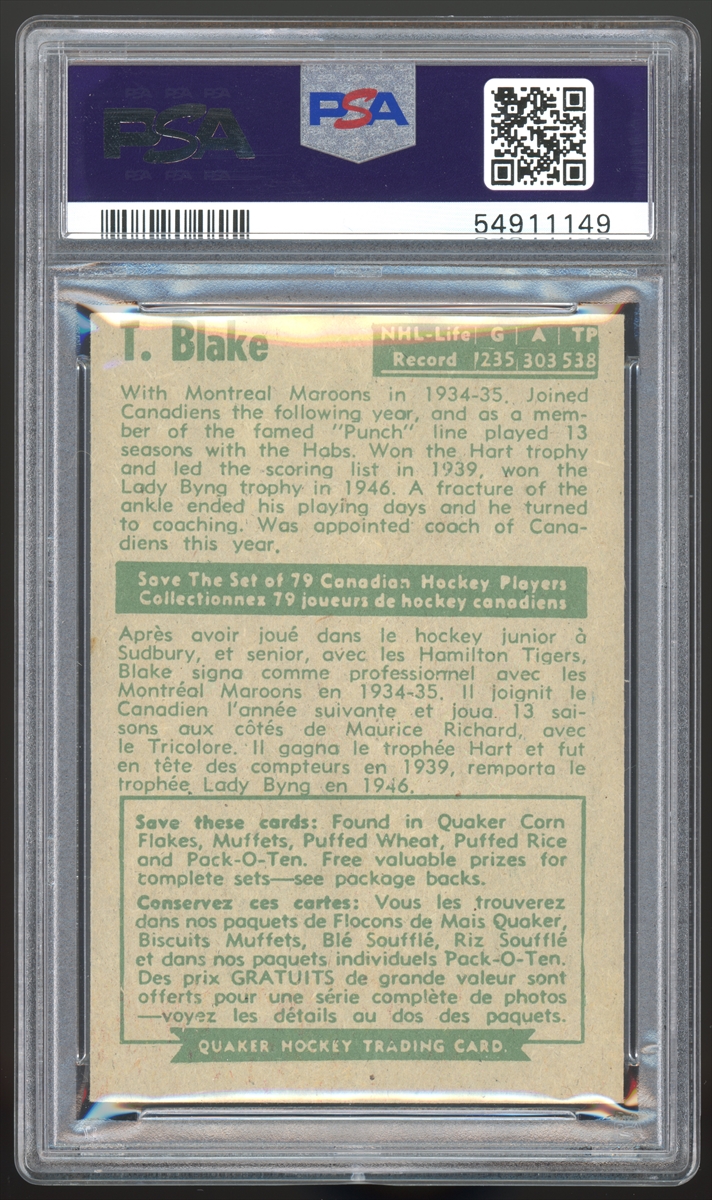 PSA
PSA
54911149
T. Blake
NHL-Life G A TP
Record 235 303 538
With Montreal Maroons in 1934-35. Joined
Canadiens the following year, and as a mem-
ber of the famed "Punch" line played 13
seasons with the Habs. Won the Hart trophy
and led the scoring list in 1939, won the
Lady Byng trophy in 1946. A fracture of the
ankle ended his playing days and he turned
to coaching. Was appointed coach of Cana-
diens this year.
Save The Set of 79 Canadian Hockey Players
Collectionnez 79 joueurs de hockey canadiens
Après avoir joué dans le hockey junior à
Sudbury, et senior, avec les Hamilton Tigers,
Blake signa comme professionnel avec les
Montréal Maroons en 1934-35. Il joignit le
Canadien l'année suivante et joua 13 sai-
sons aux côtés de Maurice Richard, avec
le Tricolore. Il gagna le trophée Hart et fut
en tête des compteurs en 1939, remporta le
trophée Lady Byng en 1946.
Save these cards: Found in Quaker Corn
Flakes, Muffets, Puffed Wheat, Puffed Rice
and Pack-O-Ten. Free valuable prizes for
complete sets—see package backs.
Conservez ces cartes: Vous les trouverez
dans nos paquets de Flocons de Mais Quaker,
Biscuits Muffets, Blé Soufflé, Riz Soufflé
et dans nos paquets individuels Pack-O-Ten.
Des prix GRATUITS de grande valeur sont
offerts pour une série complète de photos
—voyez les détails au dos des paquets.
QUAKER HOCKEY TRADING CARD.